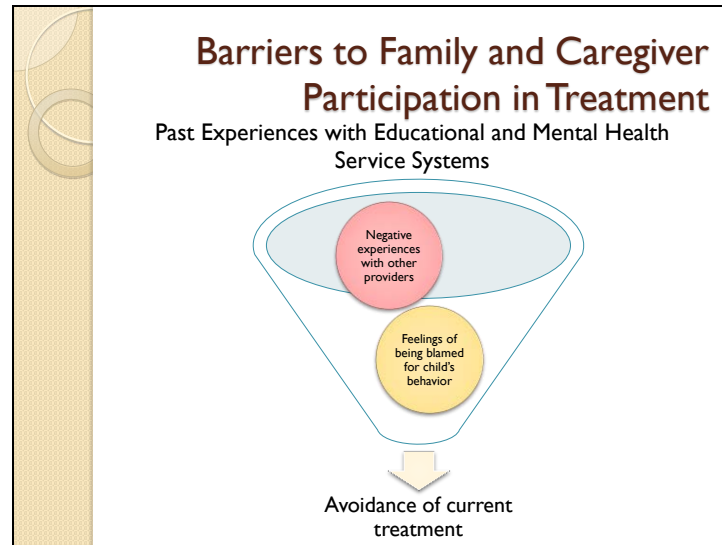 Barriers to Family and Caregiver
Participation in Treatment
Past Experiences with Educational and Mental Health
Service Systems
Negative
experiences
with other
providers
Feelings of
being blamed
for child's
behavior
Avoidance of current
treatment